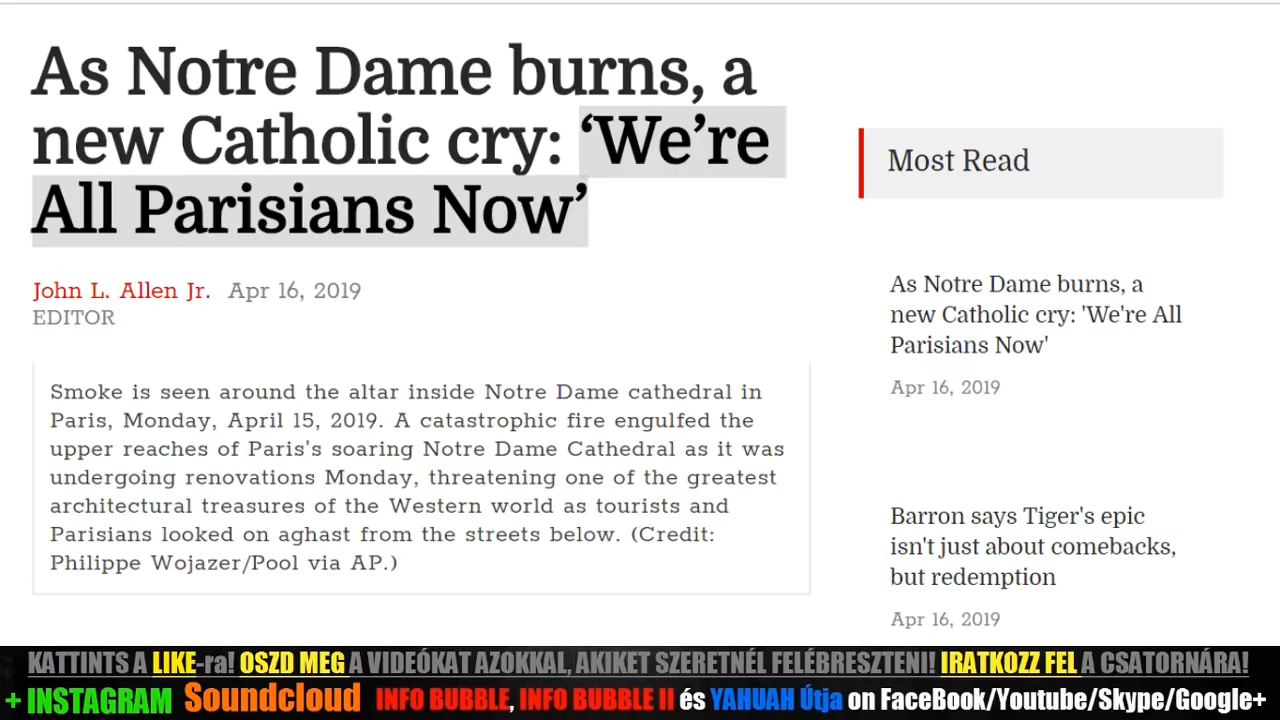 As Notre Dame burns, a
new Catholic cry: ‘We’re
All Parisians Now’
John L. Allen Jr. Apr 16, 2019
EDITOR
Smoke is seen around the altar inside Notre Dame cathedral in
Paris, Monday, April 15, 2019. A catastrophic fire engulfed the
upper reaches of Paris's soaring Notre Dame Cathedral as it was
undergoing renovations Monday, threatening one of the greatest
architectural treasures of the Western world as tourists and
Parisians looked on aghast from the streets below. (Credit:
Philippe Wojazer/Pool via AP.)
Most Read
As Notre Dame burns, a
new Catholic cry: 'We're All
Parisians Now'
Apr 16, 2019
Barron says Tiger's epic
isn't just about comebacks,
but redemption
Apr 16, 2019
KATTINTS A LIKE-ra! OSZD MEG A VIDEÓKAT AZOKKAL, AKIKET SZERETNÉL FELÉBRESZTENI! IRATKOZZ FEL A CSATORNÁRA!
+ INSTAGRAM Soundcloud INFO BUBBLE, INFO BUBBLE II és YAHUAH Útja on FaceBook/Youtube/Skype/Google+